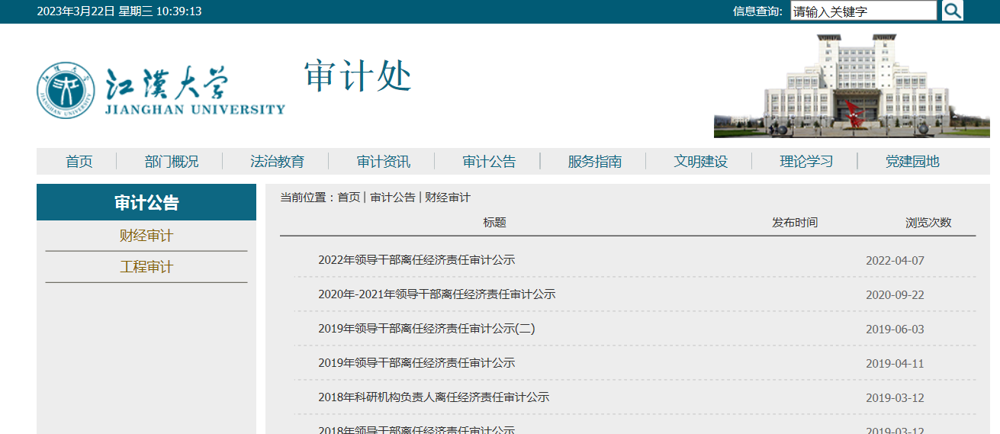 2023年3月22日 星期三 10:39:13 信息查询: 请输入关键字
江漢大学
JIANGHAN UNIVERSITY
审计处
首页 部门概况 法治教育 审计资讯 审计公告 服务指南 文明建设 理论学习 党建园地
审计公告
财经审计
工程审计
当前位置：首页 | 审计公告 | 财经审计
标题 发布时间 浏览次数
2022年领导干部离任经济责任审计公示 2022-04-07
2020年-2021年领导干部离任经济责任审计公示 2020-09-22
2019年领导干部离任经济责任审计公示(二) 2019-06-03
2019年领导干部离任经济责任审计公示 2019-04-11
2018年科研机构负责人离任经济责任审计公示 2019-03-12
2018年领导干部离任经济责任审计公示 2019-03-12